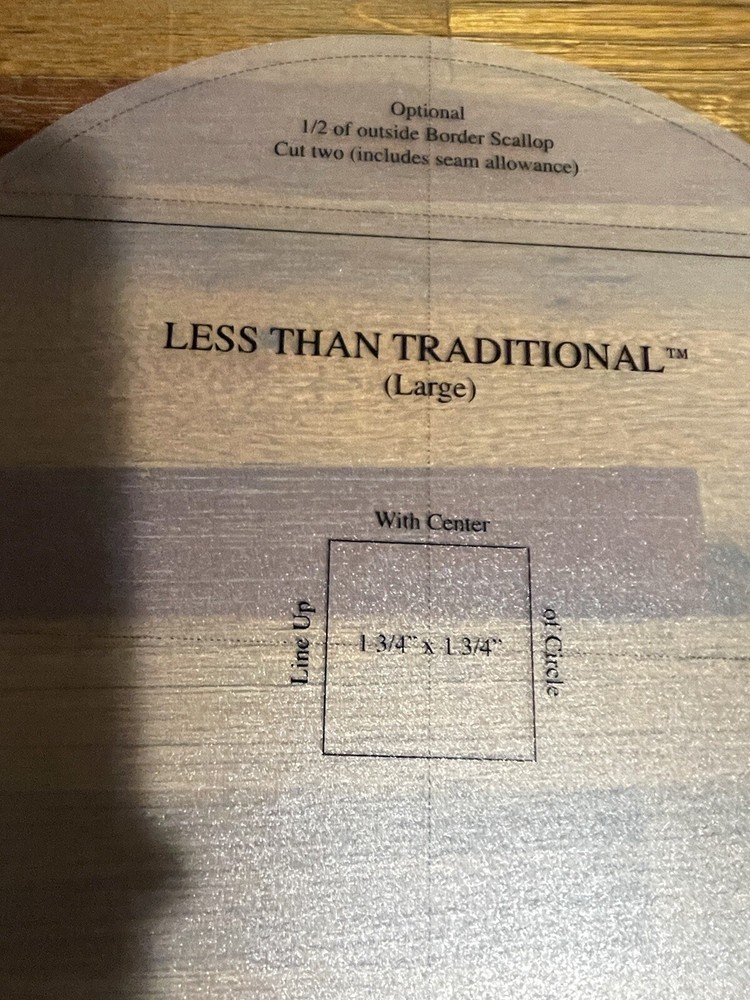 Optional
1/2 of outside Border Scallop
Cut two (includes seam allowance)
LESS THAN TRADITIONAL™
(Large)
With Center
Line Up
1 3/4" x 1 3/4"
of Circle